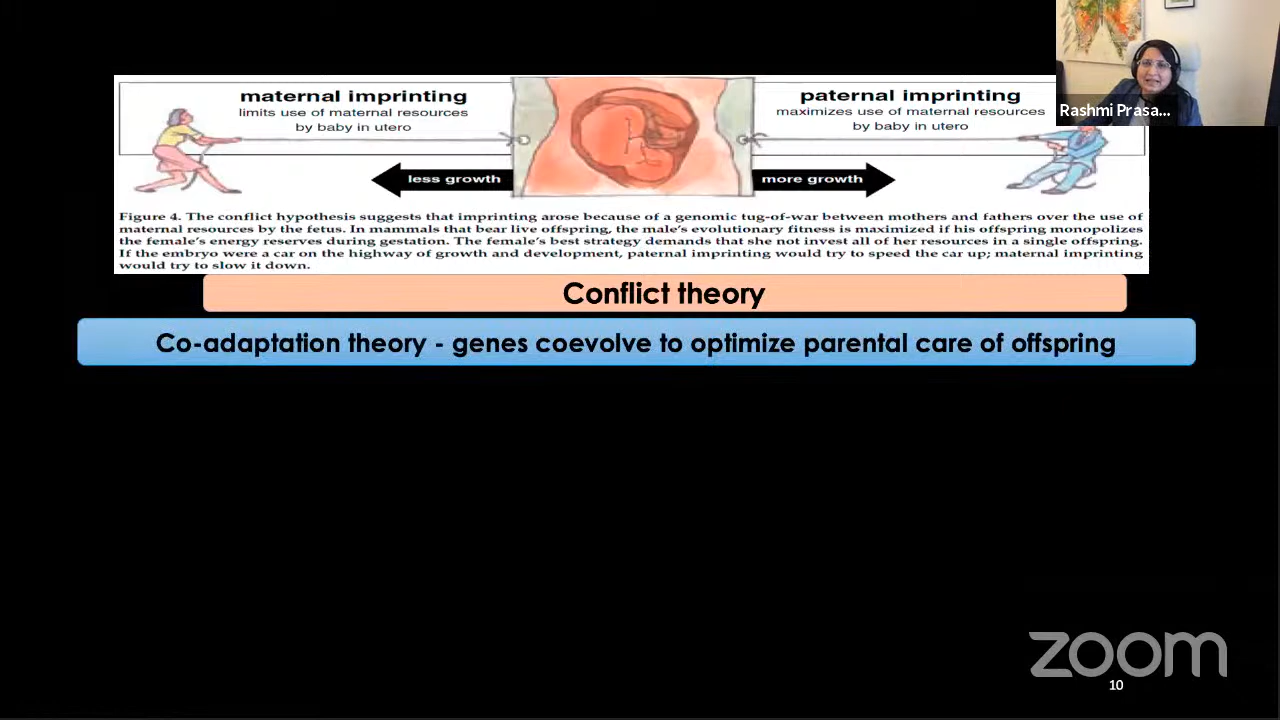 maternal imprinting
limits use of maternal resources
by baby in utero
paternal imprinting
maximizes use of maternal resources
by baby in utero
Rashmi Prasa...
less growth
more growth
Figure 4. The conflict hypothesis suggests that imprinting arose because of a genomic tug-of-war between mothers and fathers over the use of
maternal resources by the fetus. In mammals that bear live offspring, the male's evolutionary fitness is maximized if his offspring monopolizes
the female's energy reserves during gestation. The female's best strategy demands that she not invest all of her resources in a single offspring.
If the embryo were a car on the highway of growth and development, paternal imprinting would try to speed the car up; maternal imprinting
would try to slow it down.
Conflict theory
Co-adaptation theory - genes coevolve to optimize parental care of offspring
zoom
10